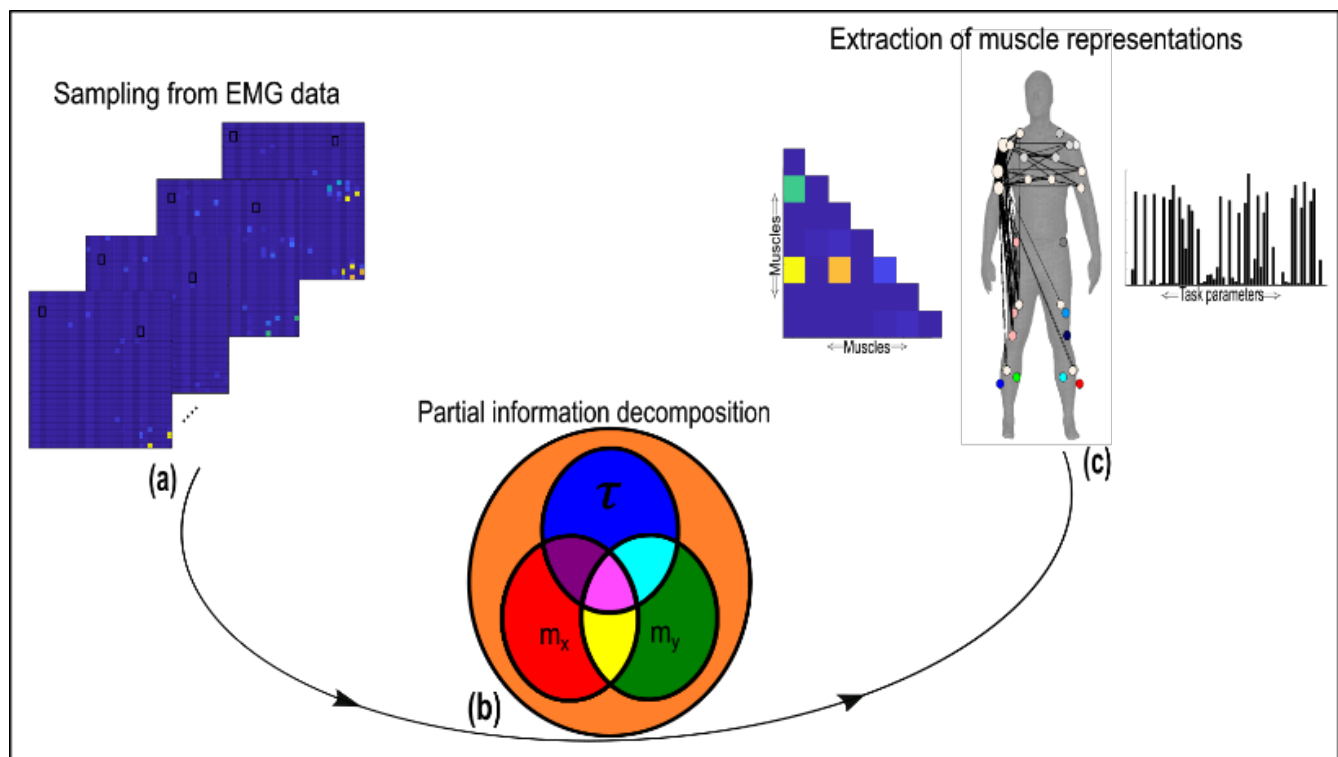 Extraction of muscle representations
Sampling from EMG data
Muscles
Muscles
Task parameters
Partial information decomposition
(a)
(c)
τ
mx
my
(b)